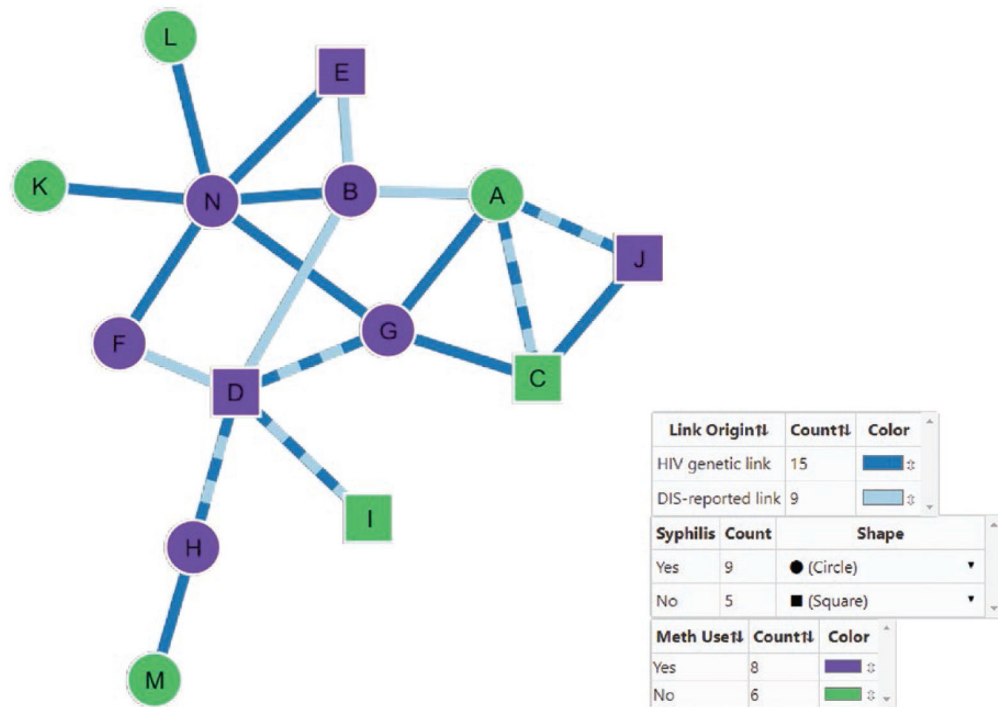 L
E
K
N
B
A
J
F
G
D
C
I
H
M
Link Origin⇅ Count⇅ Color
HIV genetic link 15
DIS-reported link 9
Syphilis Count Shape
Yes 9 ● (Circle)
No 5 ■ (Square)
Meth Use⇅ Count⇅ Color
Yes 8
No 6